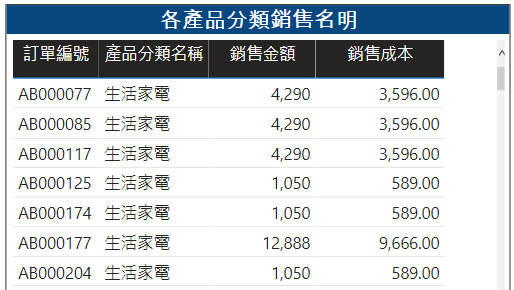 各產品分類銷售名明
訂單編號 產品分類名稱 銷售金額 銷售成本
AB000077 生活家電 4,290 3,596.00
AB000085 生活家電 4,290 3,596.00
AB000117 生活家電 4,290 3,596.00
AB000125 生活家電 1,050 589.00
AB000174 生活家電 1,050 589.00
AB000177 生活家電 12,888 9,666.00
AB000204 生活家電 1,050 589.00